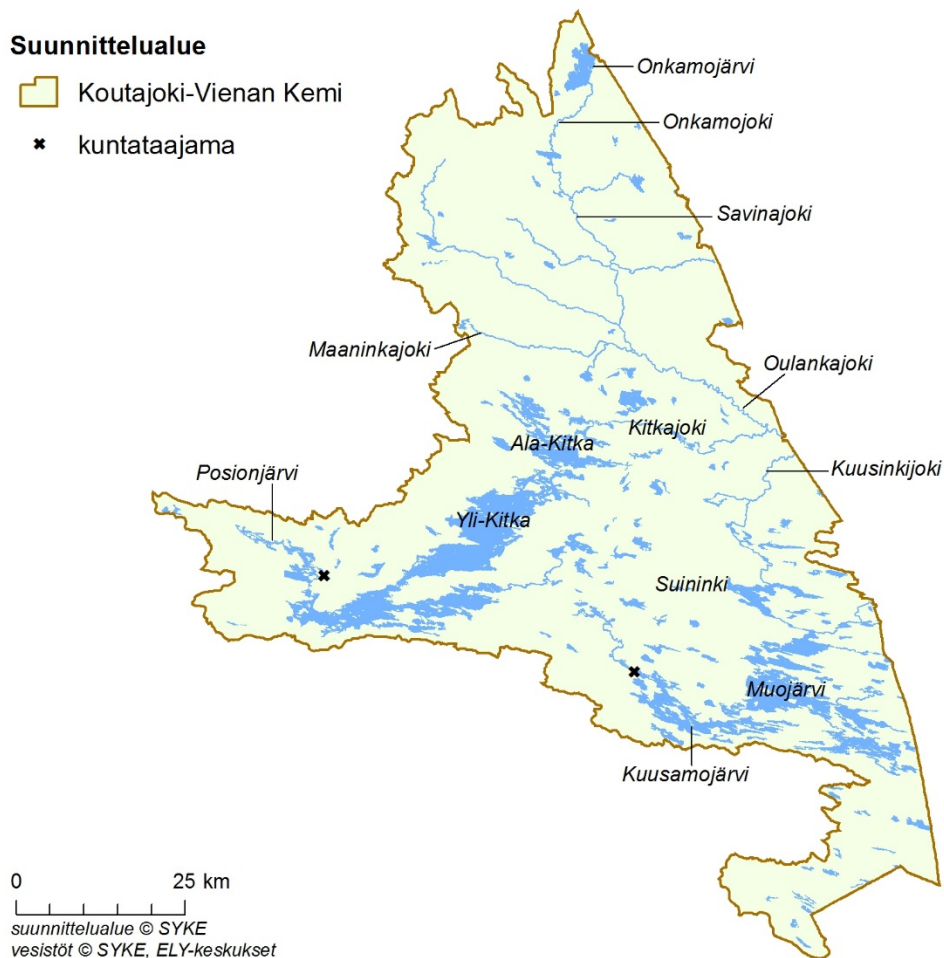 Suunnittelualue
Koutajoki-Vienan Kemi
kuntataajama
Onkamojärvi
Onkamojoki
Savinajoki
Maaninkajoki
Oulankajoki
Kitkajoki
Ala-Kitka
Kuusinkijoki
Posionjärvi
Yli-Kitka
Suininki
Muojärvi
Kuusamojärvi
0 25 km
suunnittelualue © SYKE
vesistöt © SYKE, ELY-keskukset